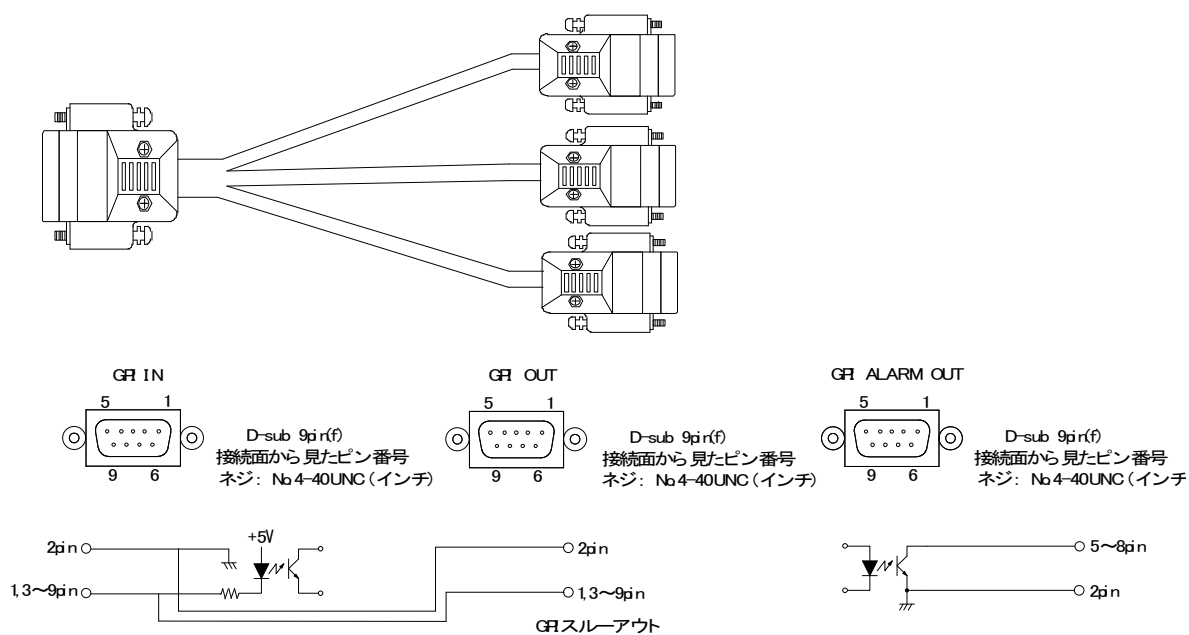 GPI IN
5 1
9 6
D-sub 9pin(f)
接続面から見たピン番号
ネジ: No.4-40UNC(インチ)
GPI OUT
5 1
9 6
D-sub 9pin(f)
接続面から見たピン番号
ネジ: No.4-40UNC(インチ)
GPI ALARM OUT
5 1
9 6
D-sub 9pin(f)
接続面から見たピン番号
ネジ: No.4-40UNC(インチ)
+5V
2pin
1,3～9pin
2pin
1,3～9pin
GPIスルーアウト
5～8pin
2pin